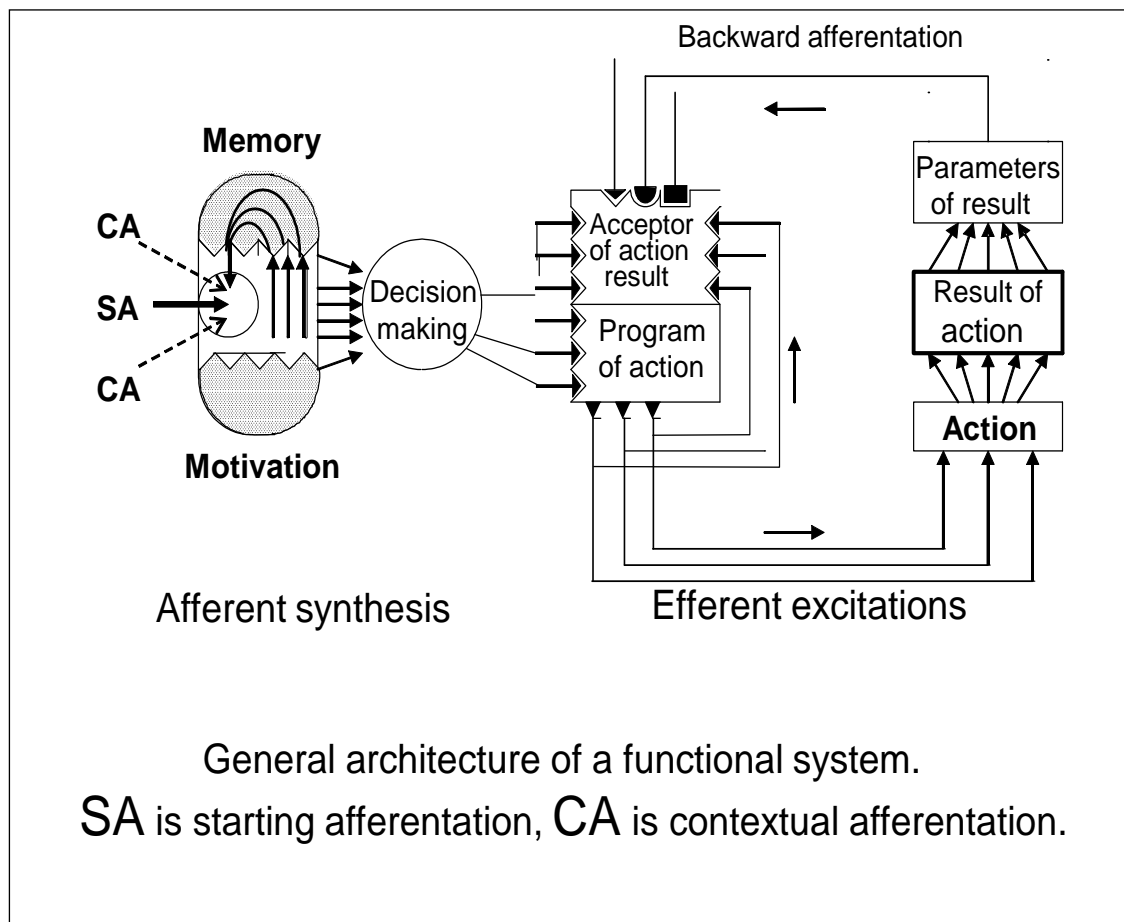 Backward afferentation
Memory
CA
SA
CA
Motivation
Decision
making
Acceptor
of action
result
Program
of action
Parameters
of result
Result of
action
Action
Afferent synthesis
Efferent excitations
General architecture of a functional system.
SA is starting afferentation, CA is contextual afferentation.